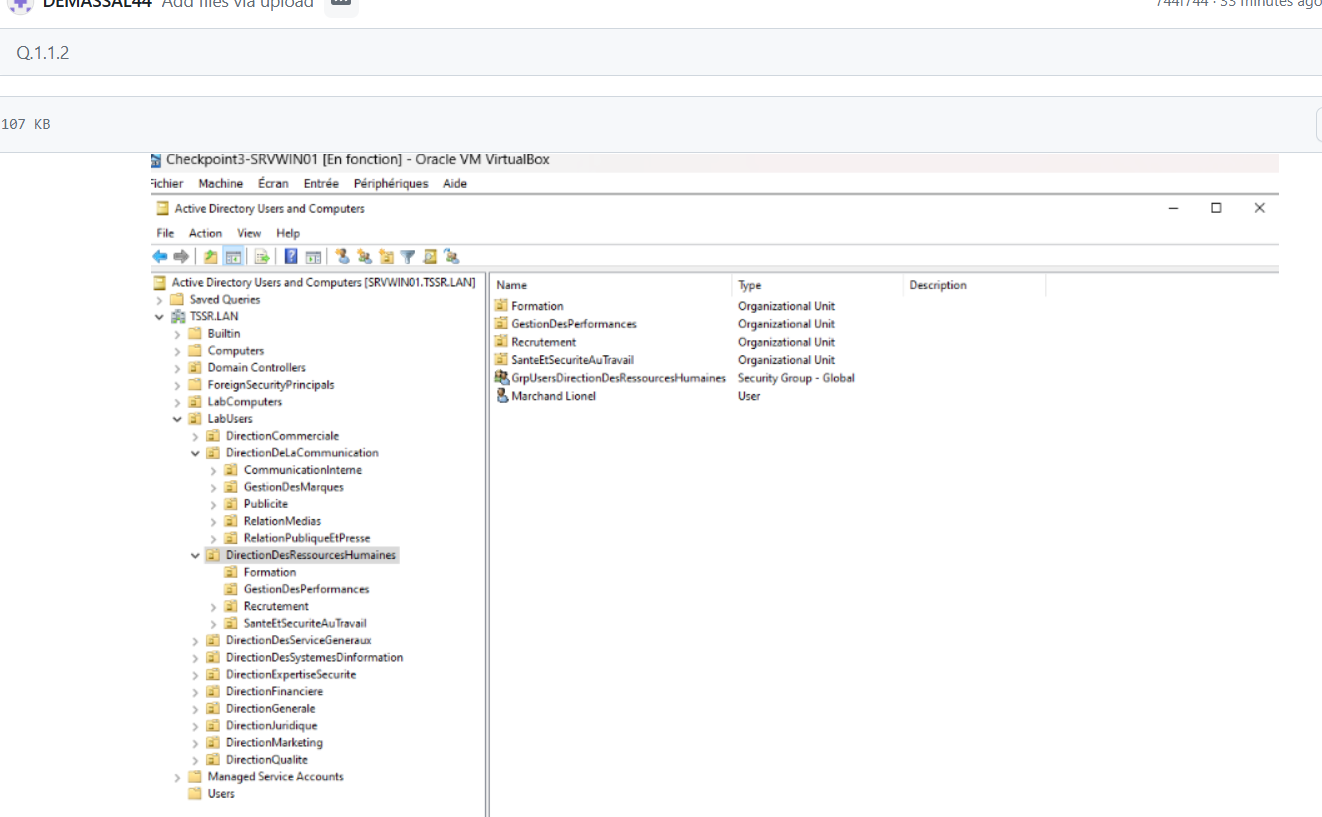 DEMASSAL44 Add files via upload ... 744f744 · 33 minutes ago
Q.1.1.2
107 KB
Checkpoint3-SRVWIN01 [En fonction] - Oracle VM VirtualBox
Fichier Machine Écran Entrée Périphériques Aide
Active Directory Users and Computers
File Action View Help
Active Directory Users and Computers [SRVWIN01.TSSR.LAN]
Saved Queries
TSSR.LAN
Builtin
Computers
Domain Controllers
ForeignSecurityPrincipals
LabComputers
LabUsers
DirectionCommerciale
DirectionDeLaCommunication
CommunicationInterne
GestionDesMarques
Publicite
RelationMedias
RelationPubliqueEtPresse
DirectionDesRessourcesHumaines
Formation
GestionDesPerformances
Recrutement
SanteEtSecuriteAuTravail
DirectionDesServiceGeneraux
DirectionDesSystemesDinformation
DirectionExpertiseSecurite
DirectionFinanciere
DirectionGenerale
DirectionJuridique
DirectionMarketing
DirectionQualite
Managed Service Accounts
Users
Name Type Description
Formation Organizational Unit
GestionDesPerformances Organizational Unit
Recrutement Organizational Unit
SanteEtSecuriteAuTravail Organizational Unit
GrpUsersDirectionDesRessourcesHumaines Security Group - Global
Marchand Lionel User